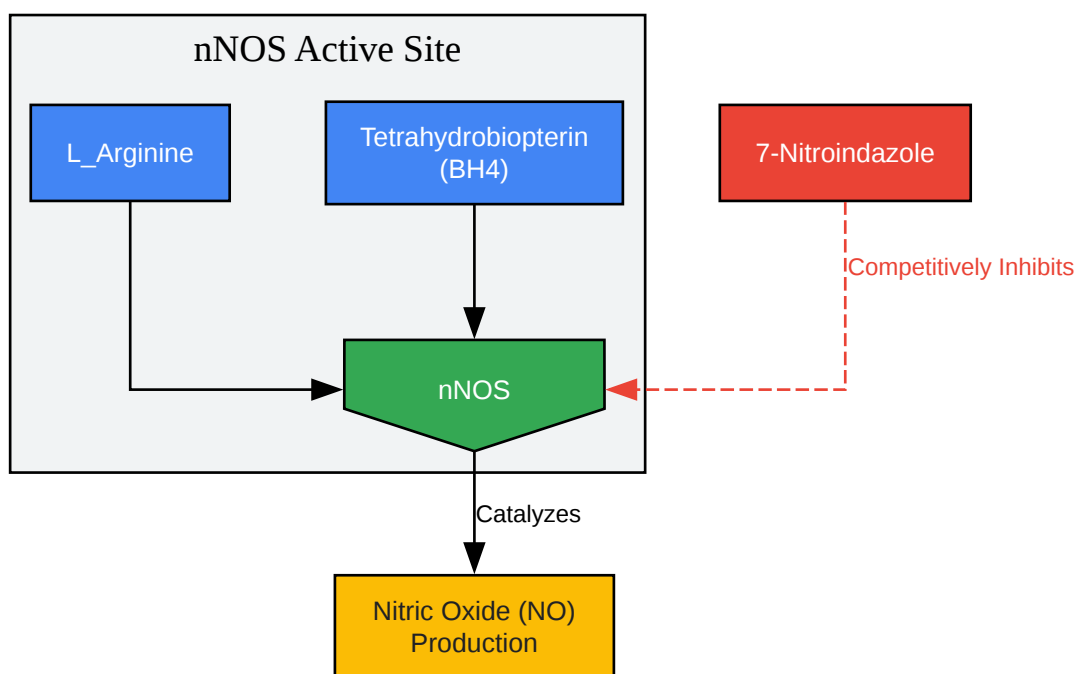 nNOS Active Site
L_Arginine
Tetrahydrobiopterin
(BH4)
7-Nitroindazole
Competitively Inhibits
nNOS
Catalyzes
Nitric Oxide (NO)
Production